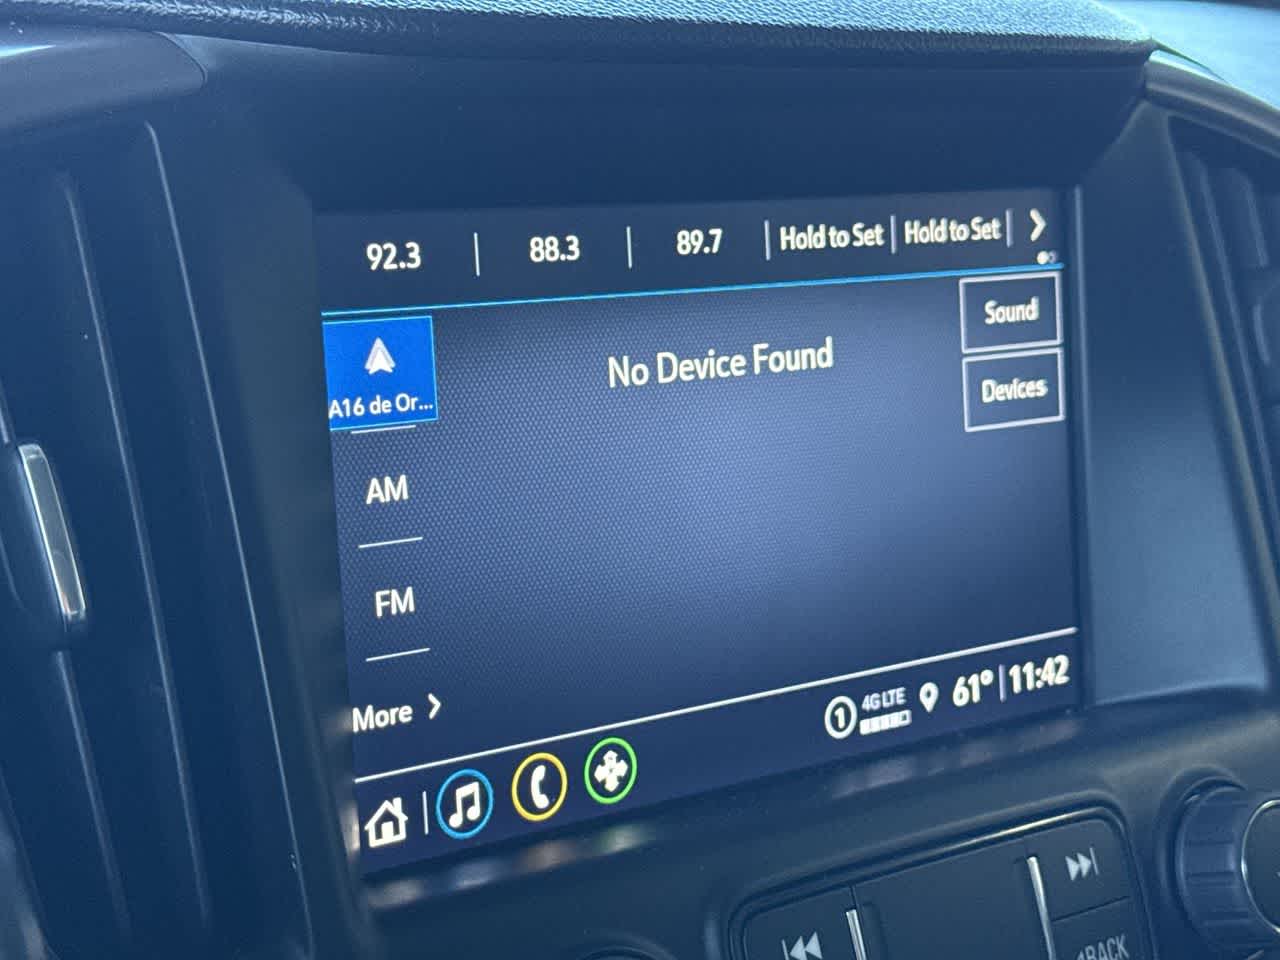 92.3 | 88.3 | 89.7 | Hold to Set | Hold to Set |
Sound
No Device Found
A16 de Or...
Devices
AM
FM
More
1 4G LTE 61° | 11:42
BACK